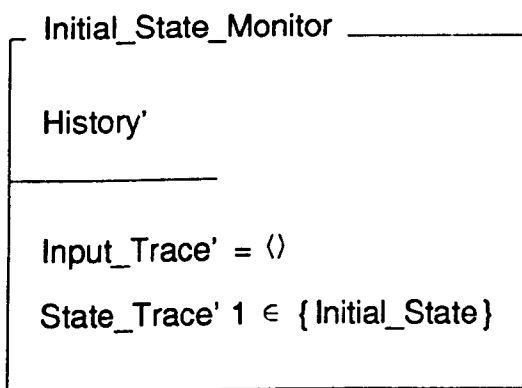 Initial_State_Monitor
History'
Input_Trace' = ⟨⟩
State_Trace' 1 ∈ {Initial_State}